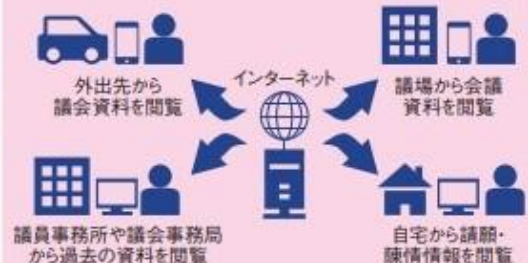 外出先から
議会資料を閲覧
インターネット
議場から会議
資料を閲覧
議員事務所や議会事務局
から過去の資料を閲覧
自宅から請願・
陳情情報を閲覧